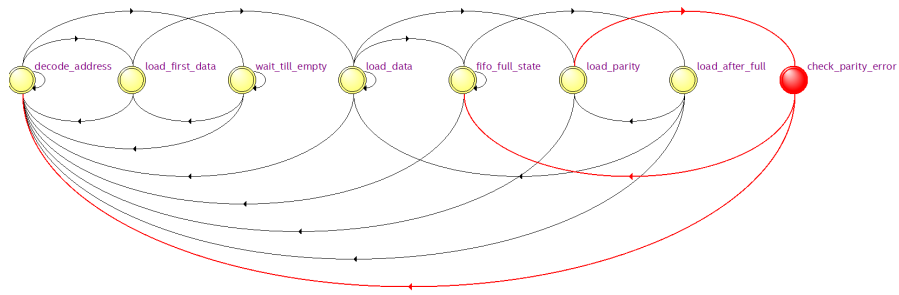 decode_address
load_first_data
wait_till_empty
load_data
fifo_full_state
load_parity
load_after_full
check_parity_error